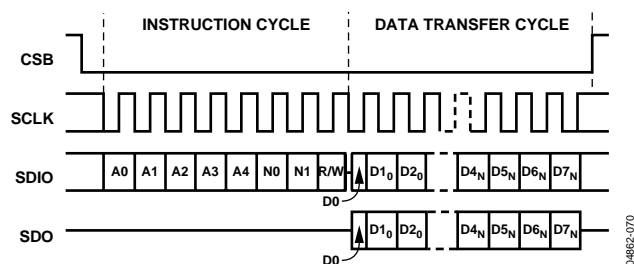 INSTRUCTION CYCLE DATA TRANSFER CYCLE
CSB
SCLK
SDIO A0 A1 A2 A3 A4 N0 N1 R/W D1₀ D2₀ D4N D5N D6N D7N
D0
SDO D1₀ D2₀ D4N D5N D6N D7N
D0
04862-070